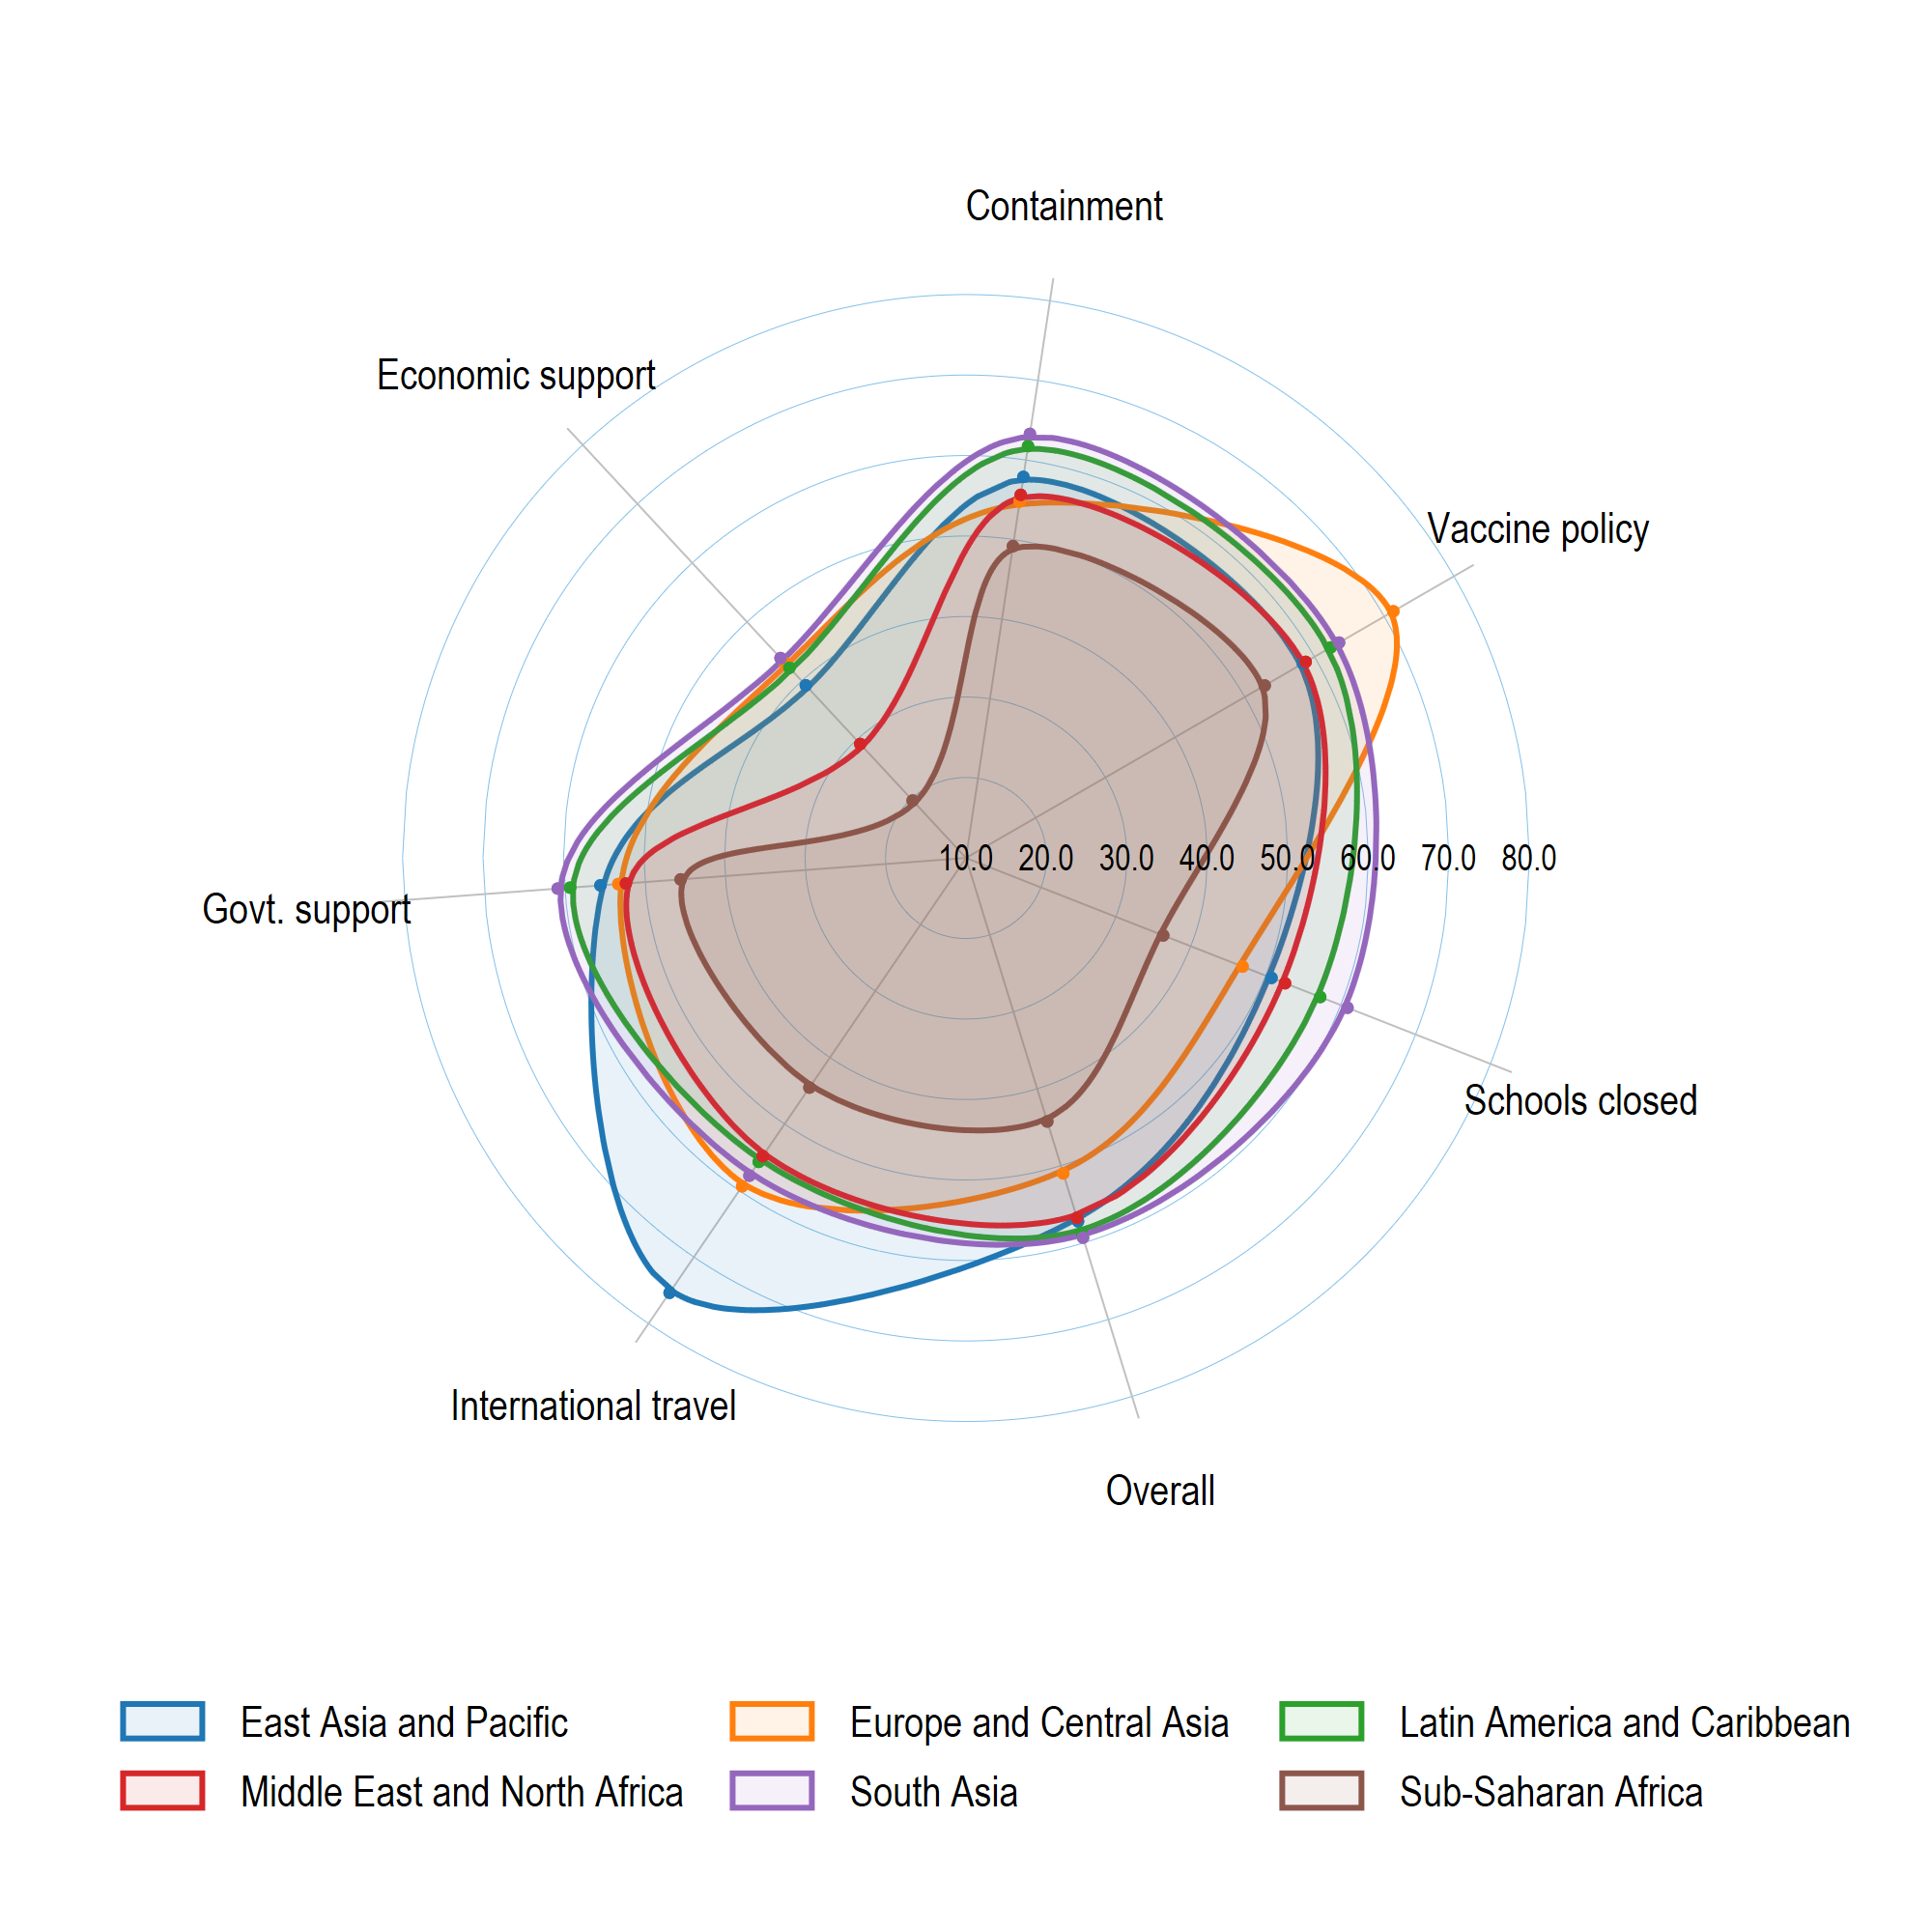 Containment
Economic support
Vaccine policy
10.0 20.0 30.0 40.0 50.0 60.0 70.0 80.0
Govt. support
Schools closed
International travel
Overall
East Asia and Pacific
Europe and Central Asia
Latin America and Caribbean
Middle East and North Africa
South Asia
Sub-Saharan Africa